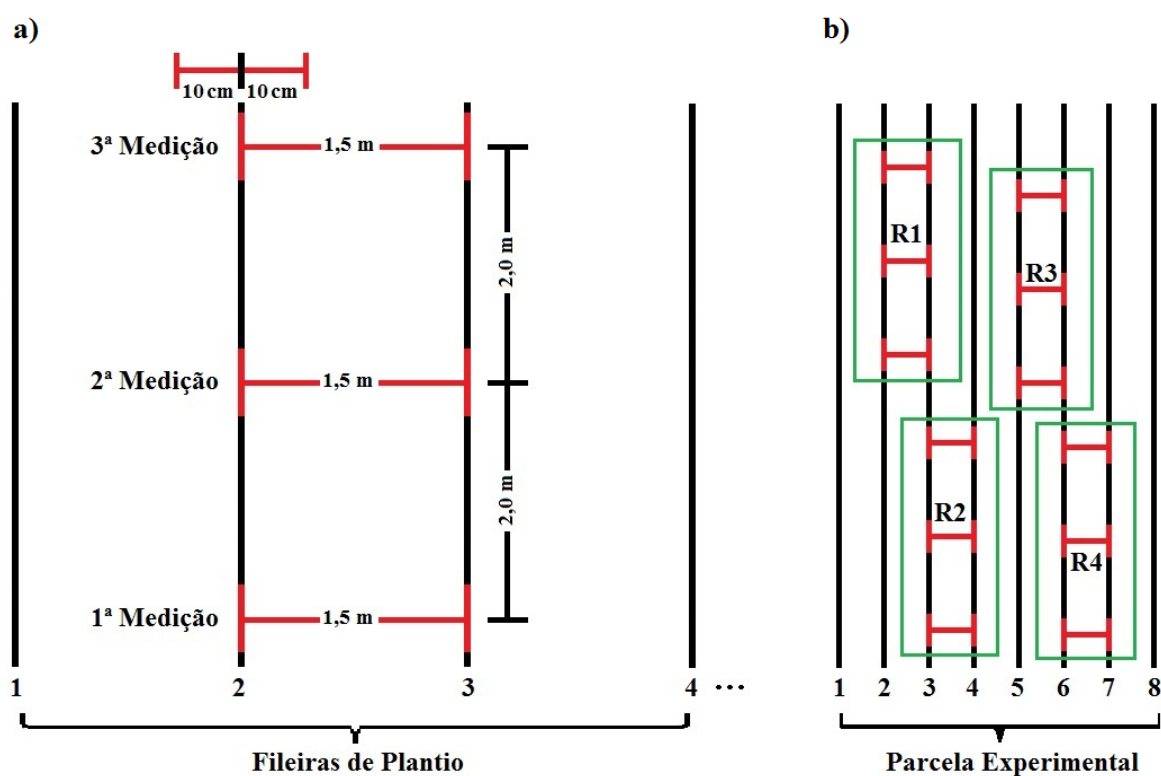 a)
10 cm 10 cm
3ª Medição
1,5 m
2,0 m
2ª Medição
1,5 m
2,0 m
1ª Medição
1,5 m
1 2 3 4 ...
Fileiras de Plantio
b)
R1
R3
R2
R4
1 2 3 4 5 6 7 8
Parcela Experimental